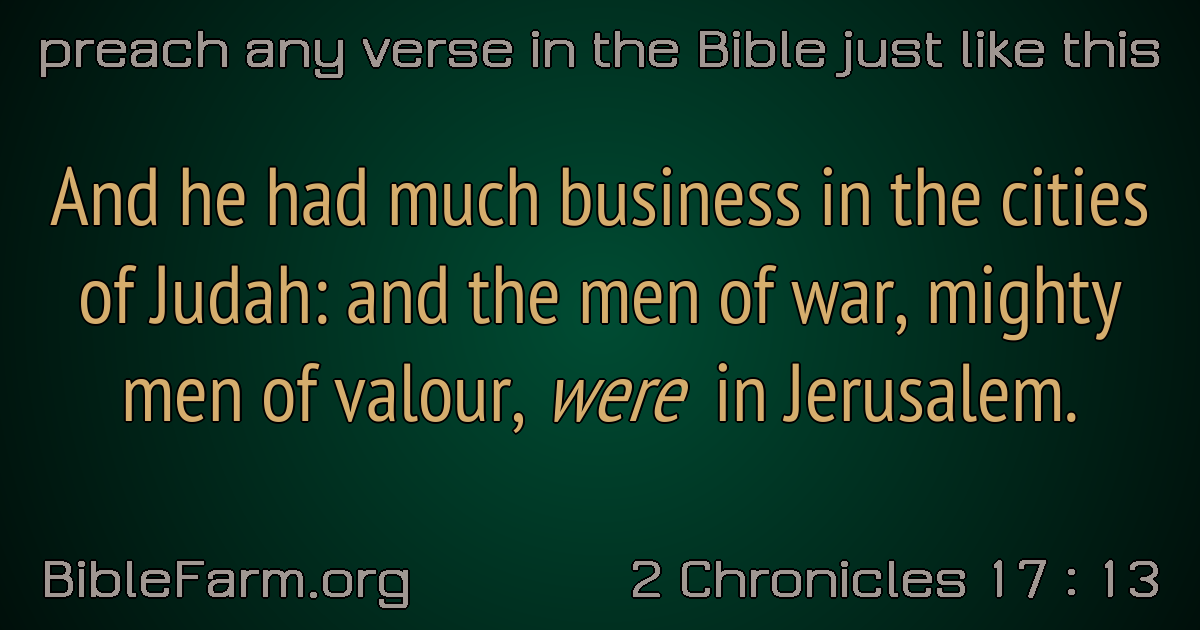 preach any verse in the Bible just like this
And he had much business in the cities
of Judah: and the men of war, mighty
men of valour, were in Jerusalem.
BibleFarm.org
2 Chronicles 17 : 13